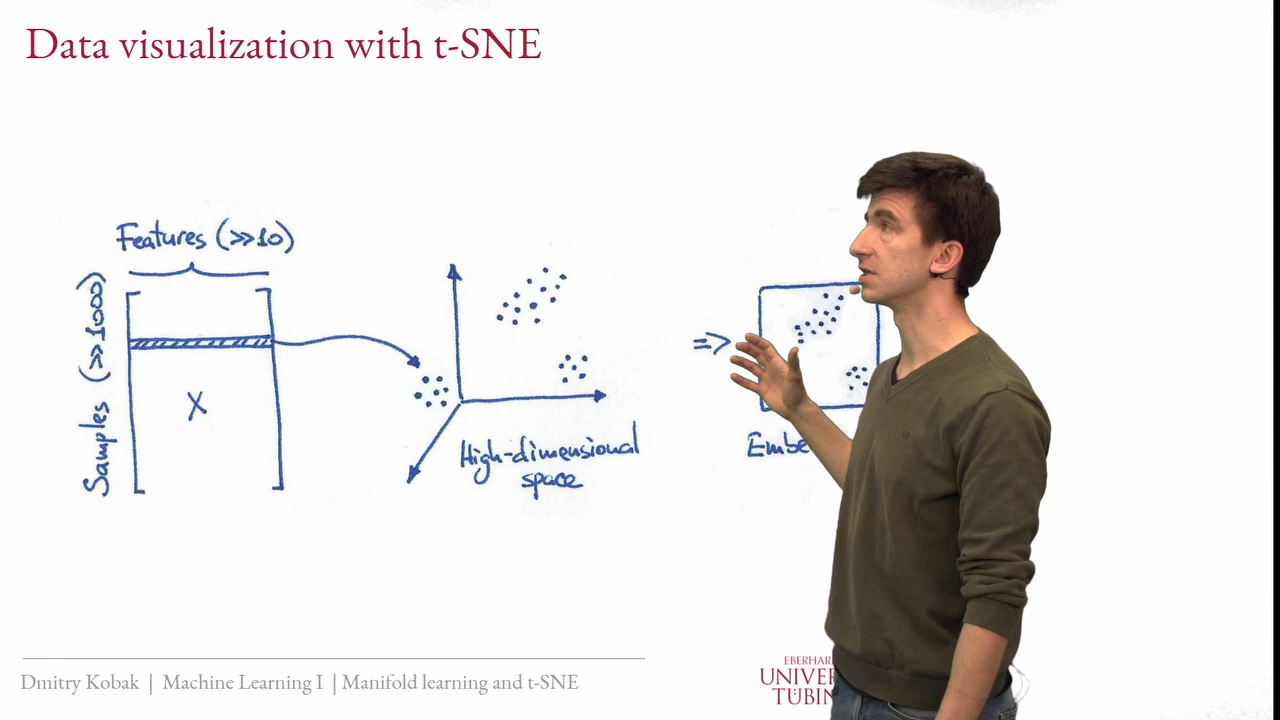 Data visualization with t-SNE
Features (>>10)
Samples (>>1000)
X
High-dimensional
space
=>
Dmitry Kobak | Machine Learning I | Manifold learning and t-SNE